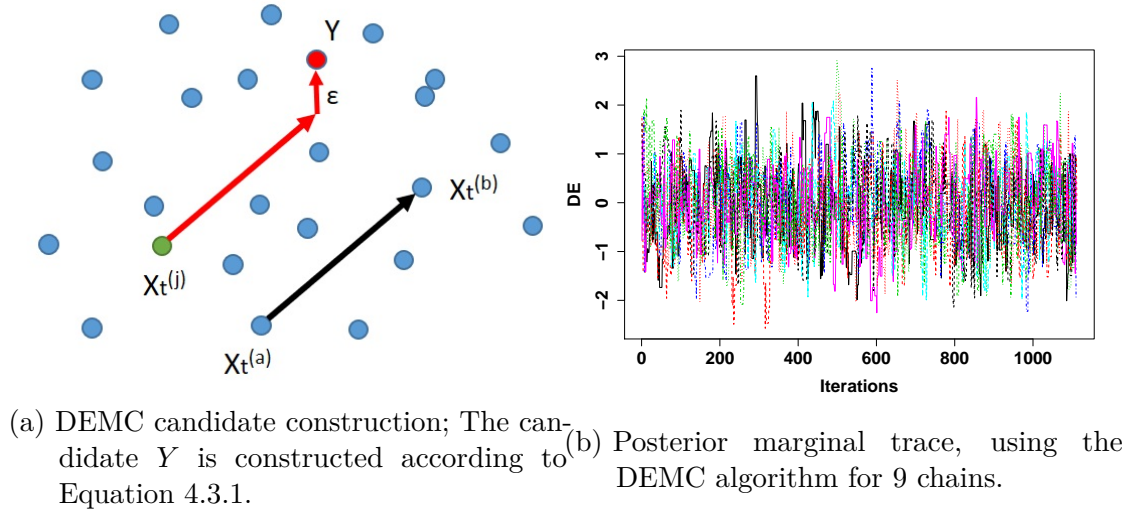 Y
ε
Xt(b)
Xt(j)
Xt(a)
3
2
1
0
−1
−2
DE
0 200 400 600 800 1000
Iterations
(a) DEMC candidate construction; The can-
didate Y is constructed according to
Equation 4.3.1.
(b) Posterior marginal trace, using the
DEMC algorithm for 9 chains.